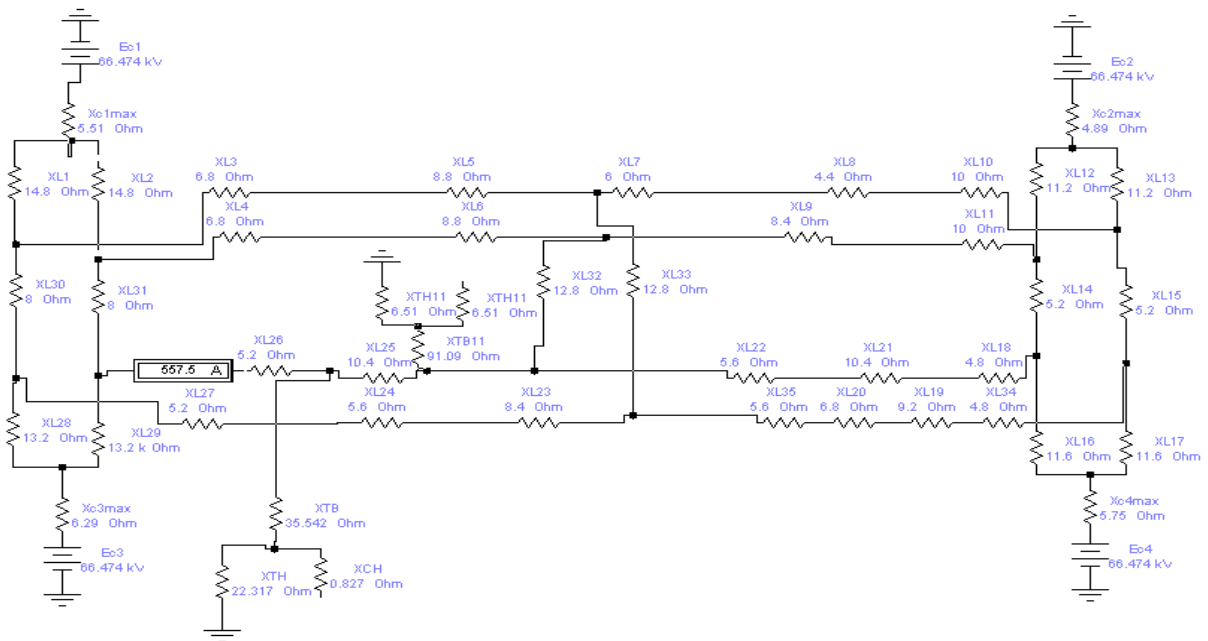 Ec1
66.474 kV
Xc1max
5.51 Ohm
XL1
14.8 Ohm
XL2
14.8 Ohm
XL3
6.8 Ohm
XL4
6.8 Ohm
XL5
8.8 Ohm
XL6
8.8 Ohm
XL7
6 Ohm
XL8
4.4 Ohm
XL10
10 Ohm
XL9
8.4 Ohm
XL11
10 Ohm
Ec2
66.474 kV
Xc2max
4.89 Ohm
XL12
11.2 Ohm
XL13
11.2 Ohm
XL30
8 Ohm
XL31
8 Ohm
XTH11
6.51 Ohm
XTH11
6.51 Ohm
XL32
12.8 Ohm
XL33
12.8 Ohm
XL14
5.2 Ohm
XL15
5.2 Ohm
557.5 A
XL26
5.2 Ohm
XL25
10.4 Ohm
XTB11
91.09 Ohm
XL22
5.6 Ohm
XL21
10.4 Ohm
XL18
4.8 Ohm
XL27
5.2 Ohm
XL24
5.6 Ohm
XL23
8.4 Ohm
XL35
5.6 Ohm
XL20
6.8 Ohm
XL19
9.2 Ohm
XL34
4.8 Ohm
XL28
13.2 Ohm
XL29
13.2 k Ohm
XL16
11.6 Ohm
XL17
11.6 Ohm
Xc3max
6.29 Ohm
Ec3
66.474 kV
XTB
35.542 Ohm
XTH
22.317 Ohm
XCH
0.827 Ohm
Xc4max
5.75 Ohm
Ec4
66.474 kV